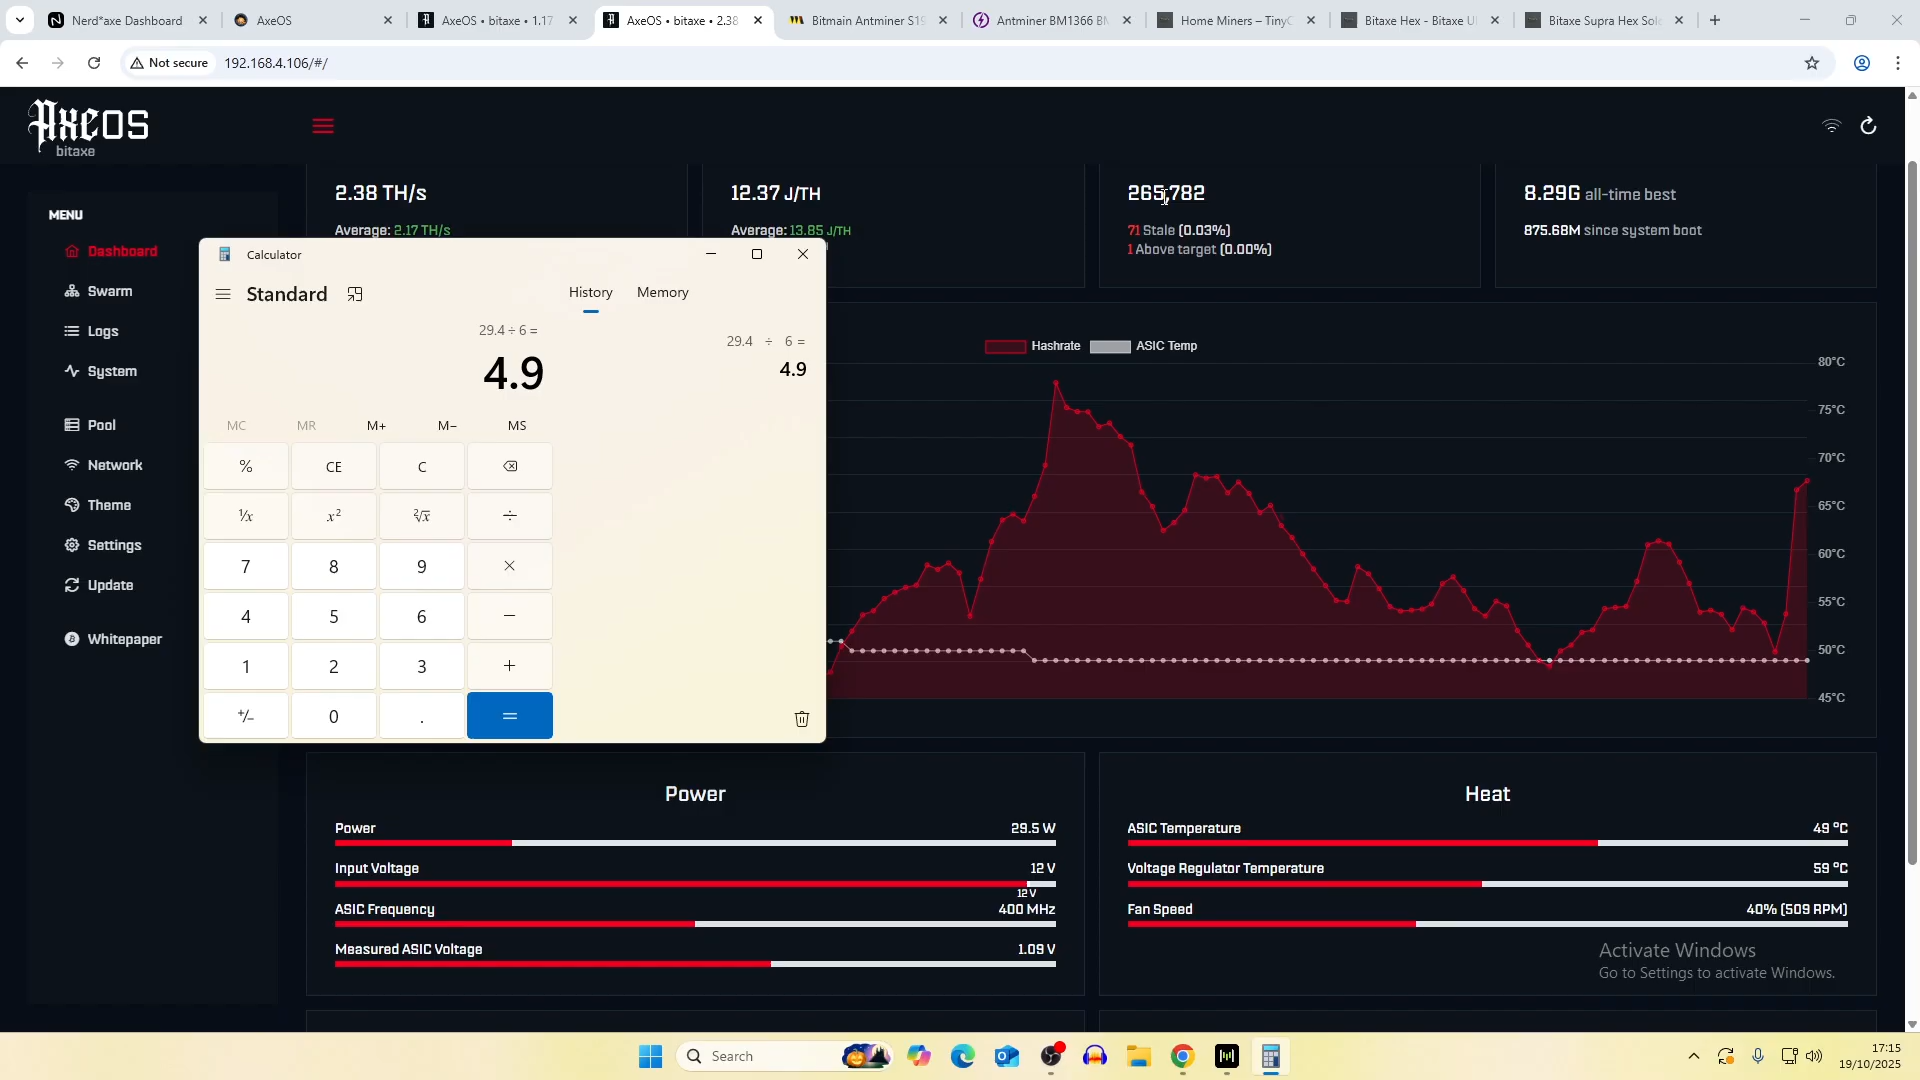 Nerd*axe Dashboard
AxeOS
AxeOS • bitaxe • 1.17
AxeOS • bitaxe • 2.38
Bitmain Antminer S19
Antminer BM1366 BM
Home Miners – TinyC
Bitaxe Hex - Bitaxe U
Bitaxe Supra Hex Solo
Not secure
192.168.4.106/#/
AxeOS
bitaxe
MENU
Dashboard
Swarm
Logs
System
Pool
Network
Theme
Settings
Update
Whitepaper
2.38 TH/s
Average: 2.17 TH/s
12.37 J/TH
Average: 13.85 J/TH
265,782
71 Stale (0.03%)
1 Above target (0.00%)
8.29G all-time best
875.68M since system boot
Calculator
Standard
History
Memory
29.4 ÷ 6 =
4.9
29.4 ÷ 6 =
4.9
MC MR M+ M− MS
% CE C
¹⁄x x² ²√x ÷
7 8 9 ×
4 5 6 −
1 2 3 +
+/− 0 . =
Hashrate
ASIC Temp
80°C
75°C
70°C
65°C
60°C
55°C
50°C
45°C
Power
Power 29.5 W
Input Voltage 12 V
12 V
ASIC Frequency 400 MHz
Measured ASIC Voltage 1.09 V
Heat
ASIC Temperature 49 °C
Voltage Regulator Temperature 59 °C
Fan Speed 40% (509 RPM)
Activate Windows
Go to Settings to activate Windows.
Search
17:15
19/10/2025